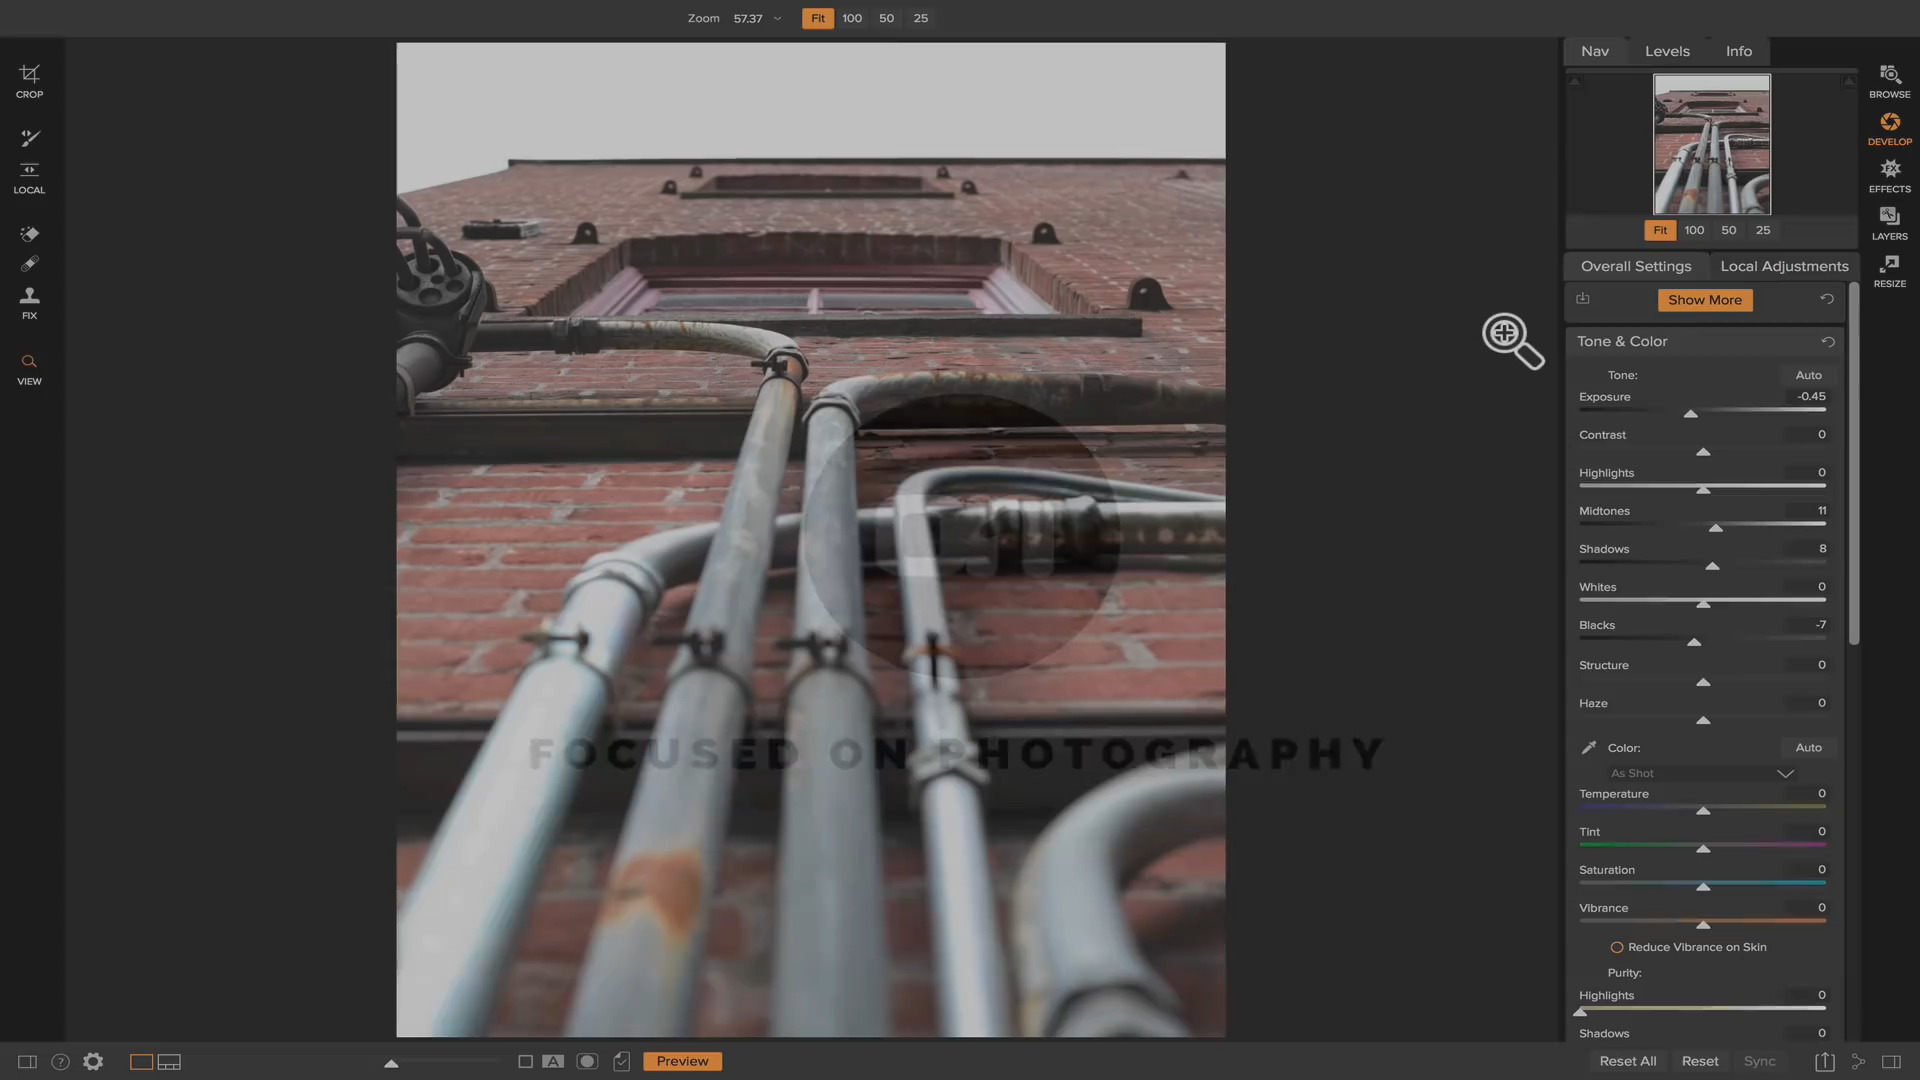 Zoom 57.37 Fit 100 50 25
CROP
LOCAL
FIX
VIEW
FOCUSED ON PHOTOGRAPHY
Nav Levels Info
Fit 100 50 25
BROWSE
DEVELOP
EFFECTS
LAYERS
RESIZE
Overall Settings Local Adjustments
Show More
Tone & Color
Tone: Auto
Exposure -0.45
Contrast 0
Highlights 0
Midtones 11
Shadows 8
Whites 0
Blacks -7
Structure 0
Haze 0
Color: Auto
As Shot
Temperature 0
Tint 0
Saturation 0
Vibrance 0
Reduce Vibrance on Skin
Purity:
Highlights 0
Shadows 0
? A Preview
Reset All Reset Sync